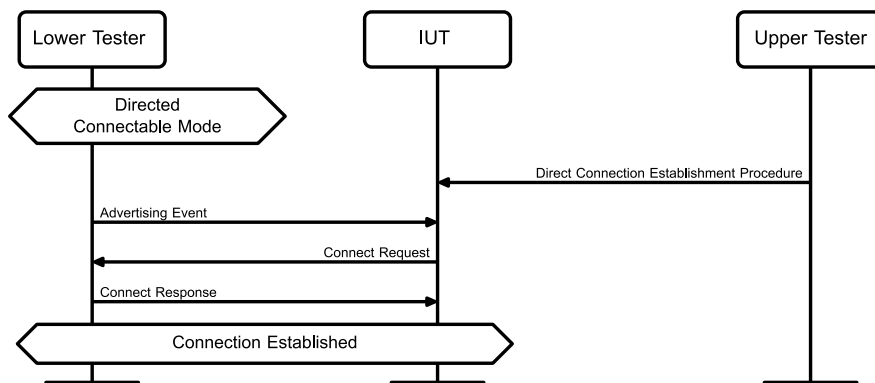 Lower Tester
IUT
Upper Tester
Directed
Connectable Mode
Direct Connection Establishment Procedure
Advertising Event
Connect Request
Connect Response
Connection Established